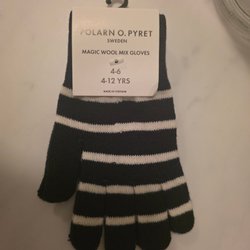 POLARN O. PYRET
SWEDEN
MAGIC WOOL MIX GLOVES
4-6
4-12 YRS